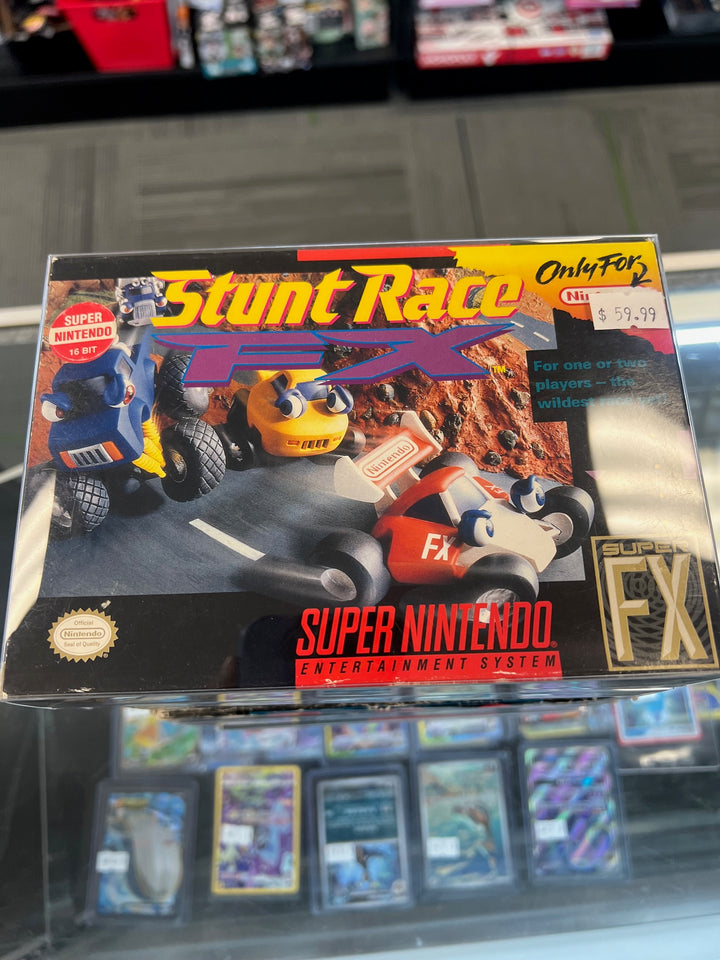 Stunt Race
FX™
Only For
$ 59.99
SUPER
NINTENDO
16 BIT
For one or two
players – the
wildest
Nintendo
FX
SUPER
FX
Official
Nintendo
Seal of Quality
SUPER NINTENDO®
ENTERTAINMENT SYSTEM